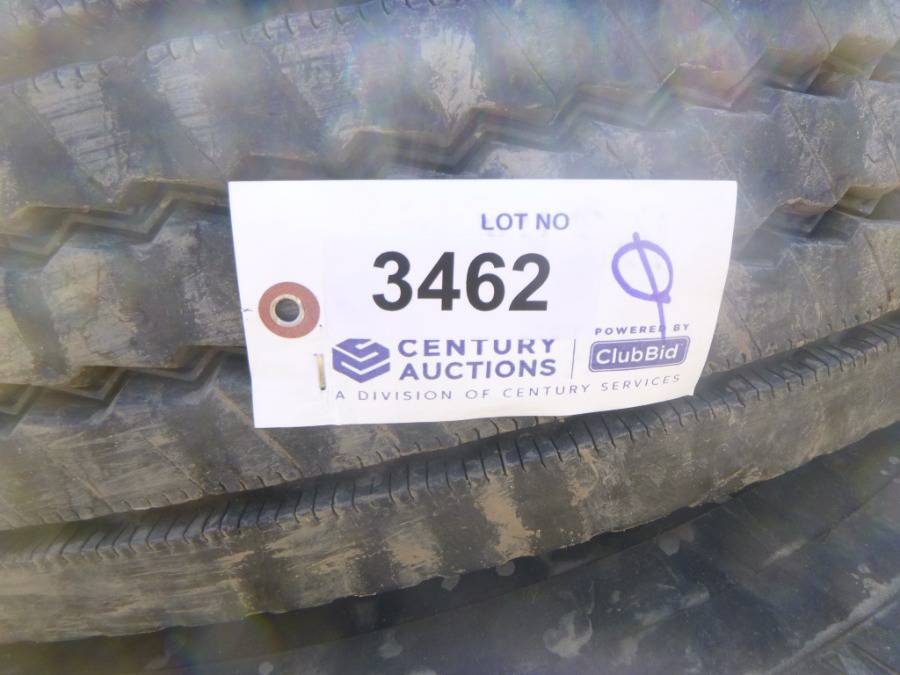 LOT NO
3462
CENTURY
AUCTIONS
POWERED BY
ClubBid
A DIVISION OF CENTURY SERVICES